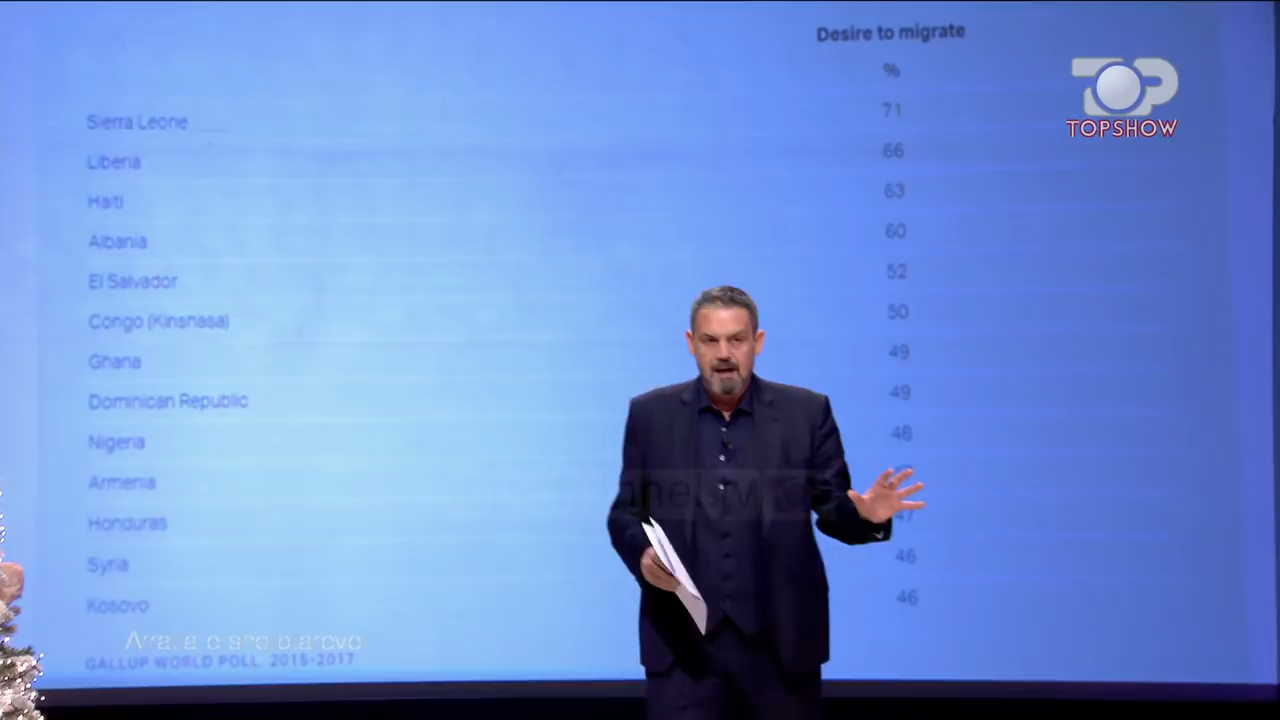 Desire to migrate
%
Sierra Leone 71
Liberia 66
Haiti 63
Albania 60
El Salvador 52
Congo (Kinshasa) 50
Ghana 49
Dominican Republic 49
Nigeria 48
Armenia
Honduras 47
Syria 46
Kosovo 46
GALLUP WORLD POLL, 2015-2017
TOP
TOPSHOW